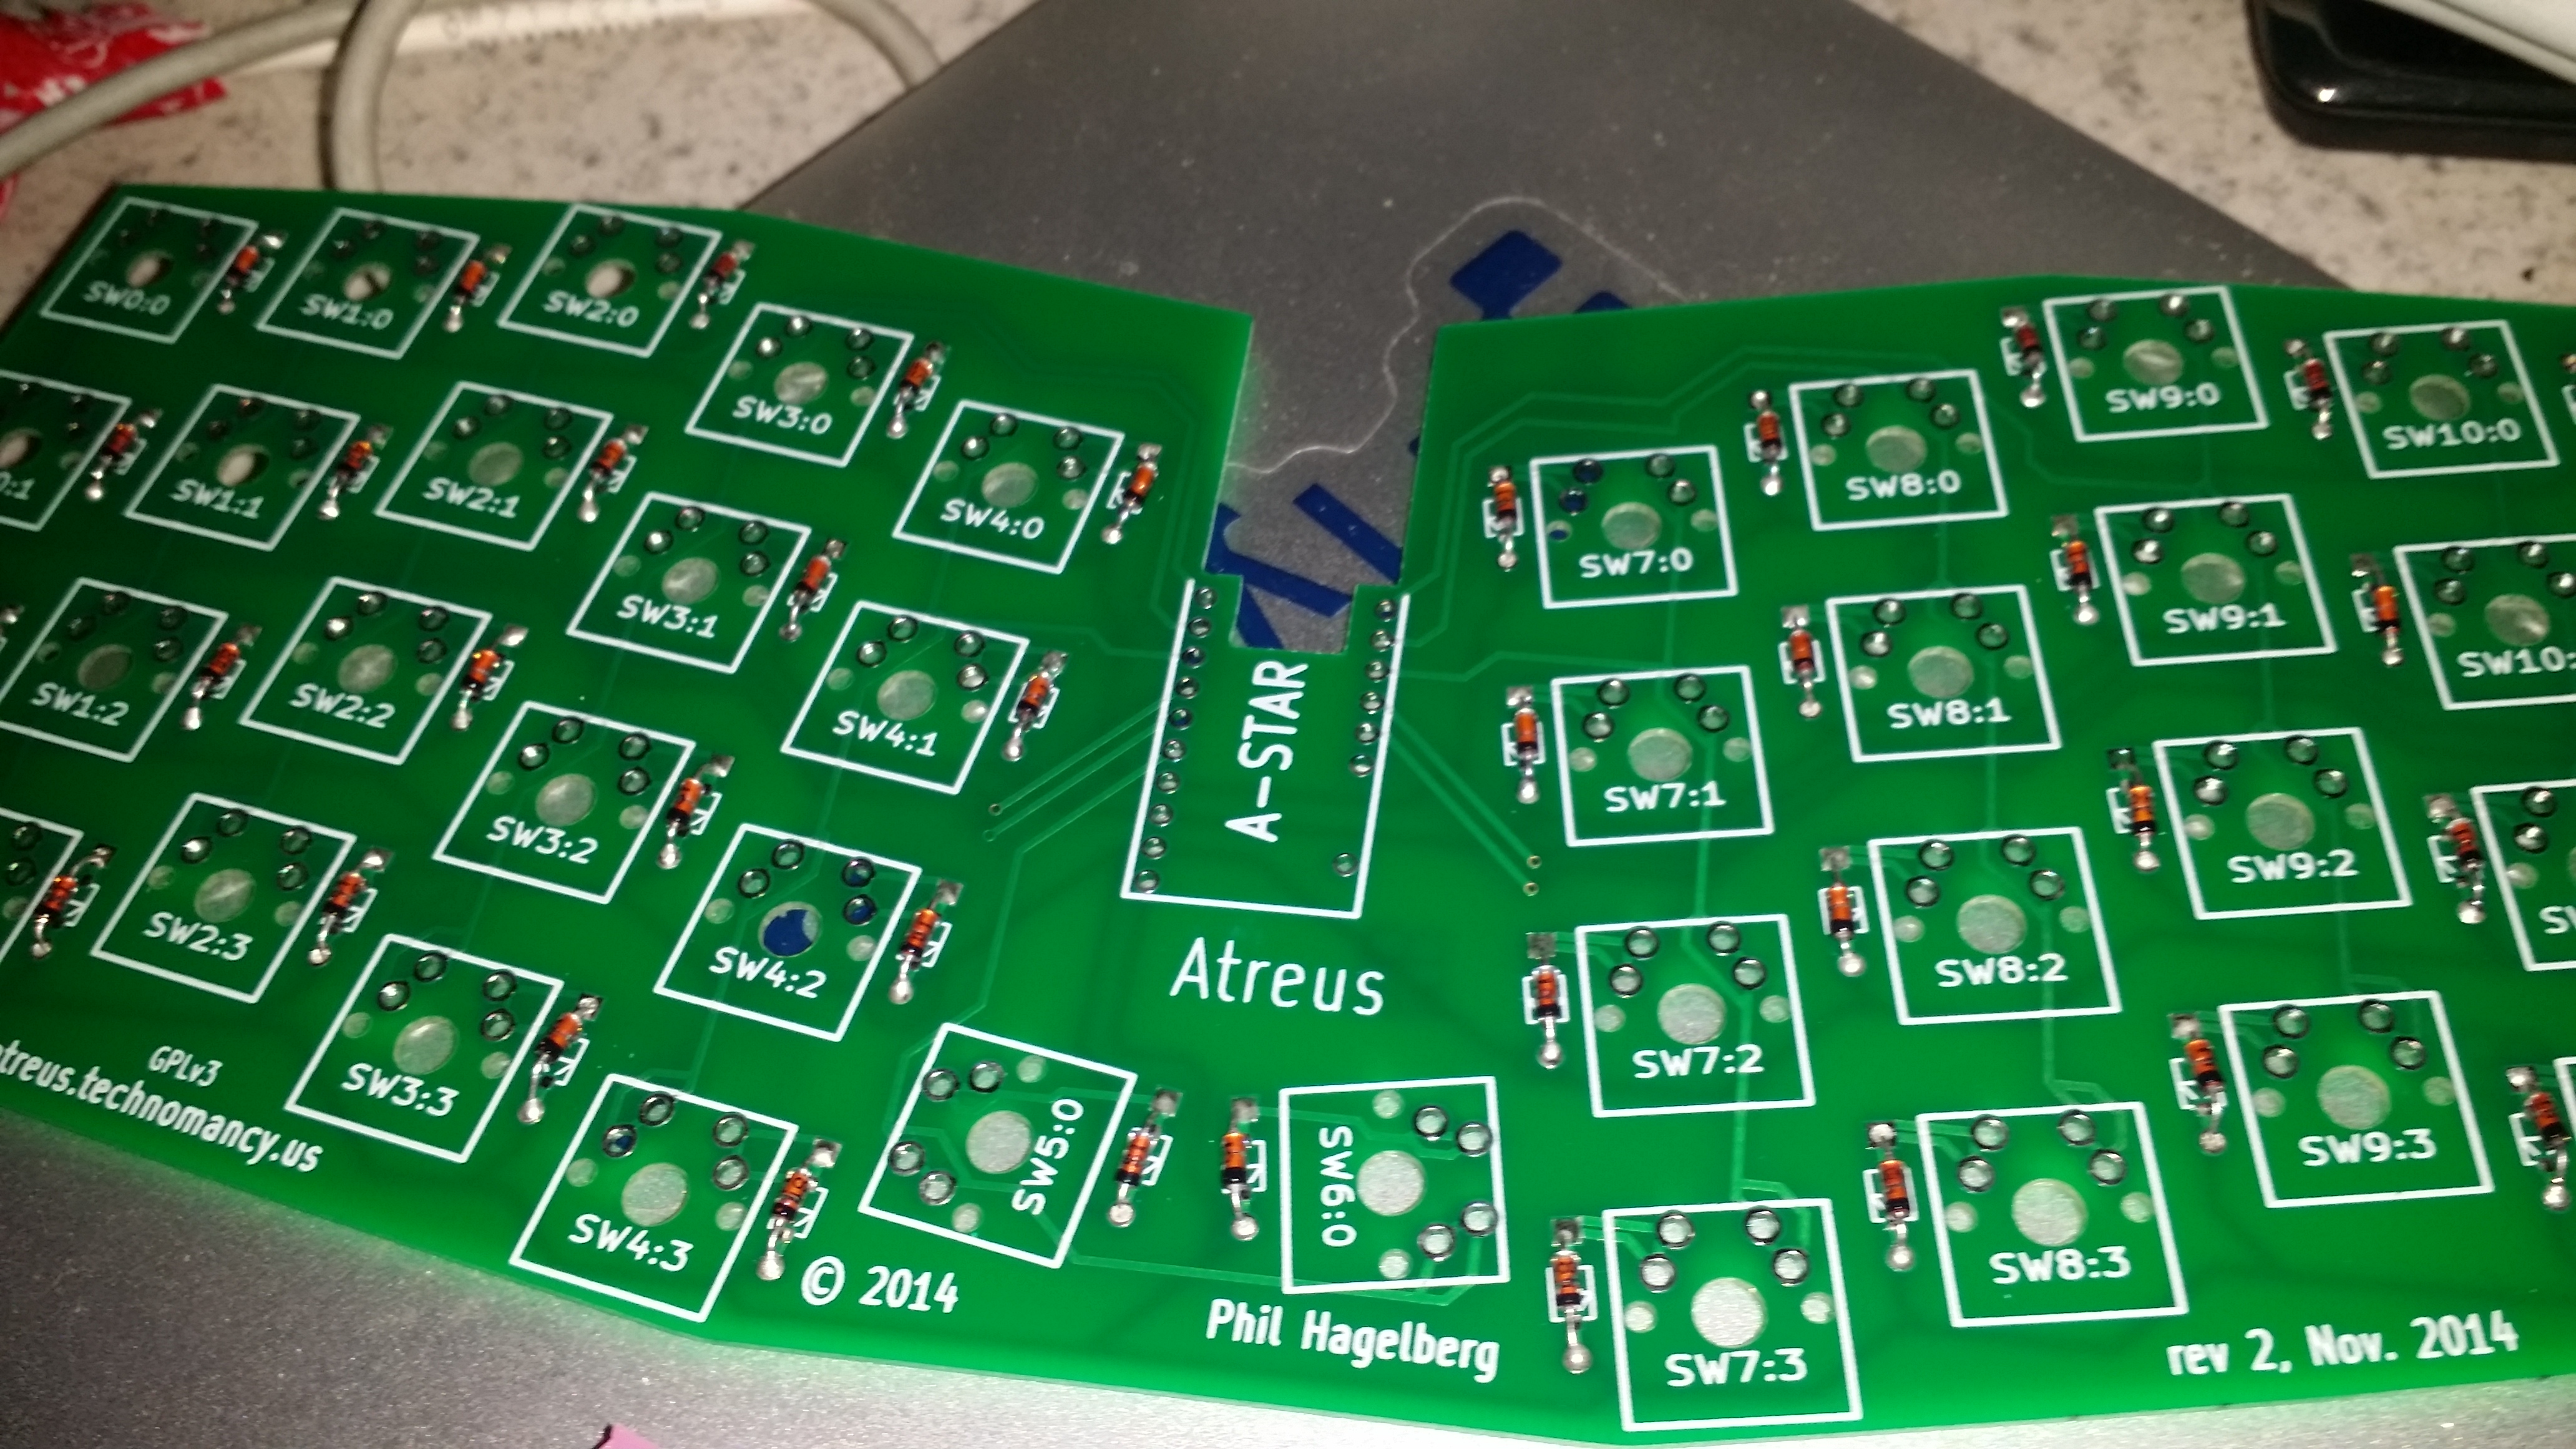 SW0:0
SW1:0
SW2:0
SW3:0
SW4:0
SW7:0
SW8:0
SW9:0
SW10:0
0:1
SW1:1
SW2:1
SW3:1
SW4:1
SW7:1
SW8:1
SW9:1
SW10:
SW1:2
SW2:2
SW3:2
SW4:2
SW7:2
SW8:2
SW9:2
SW2:3
SW3:3
SW4:3
SW5:0
SW6:0
SW7:3
SW8:3
SW9:3
A-STAR
Atreus
GPLv3
atreus.technomancy.us
© 2014
Phil Hagelberg
rev 2, Nov. 2014